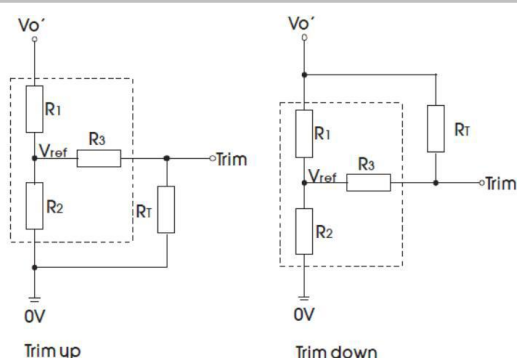 Vo´
R1
Vref
R3
Trim
R2
RT
0V
Trim up
Vo´
R1
RT
R3
Vref
Trim
R2
0V
Trim down